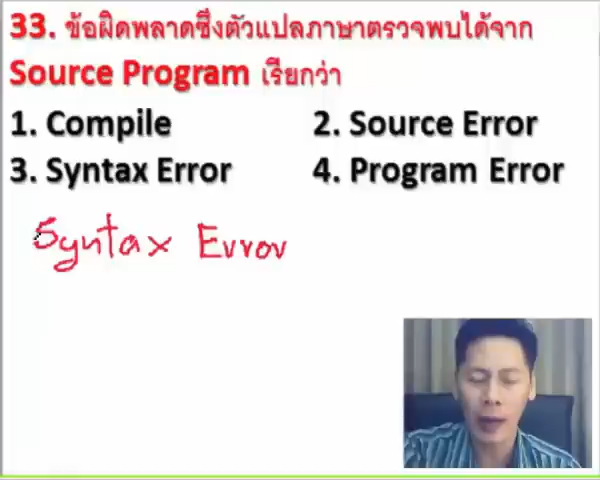 33. ข้อผิดพลาดซึ่งตัวแปลภาษาตรวจพบได้จาก
Source Program เรียกว่า
1. Compile 2. Source Error
3. Syntax Error 4. Program Error
Syntax Error